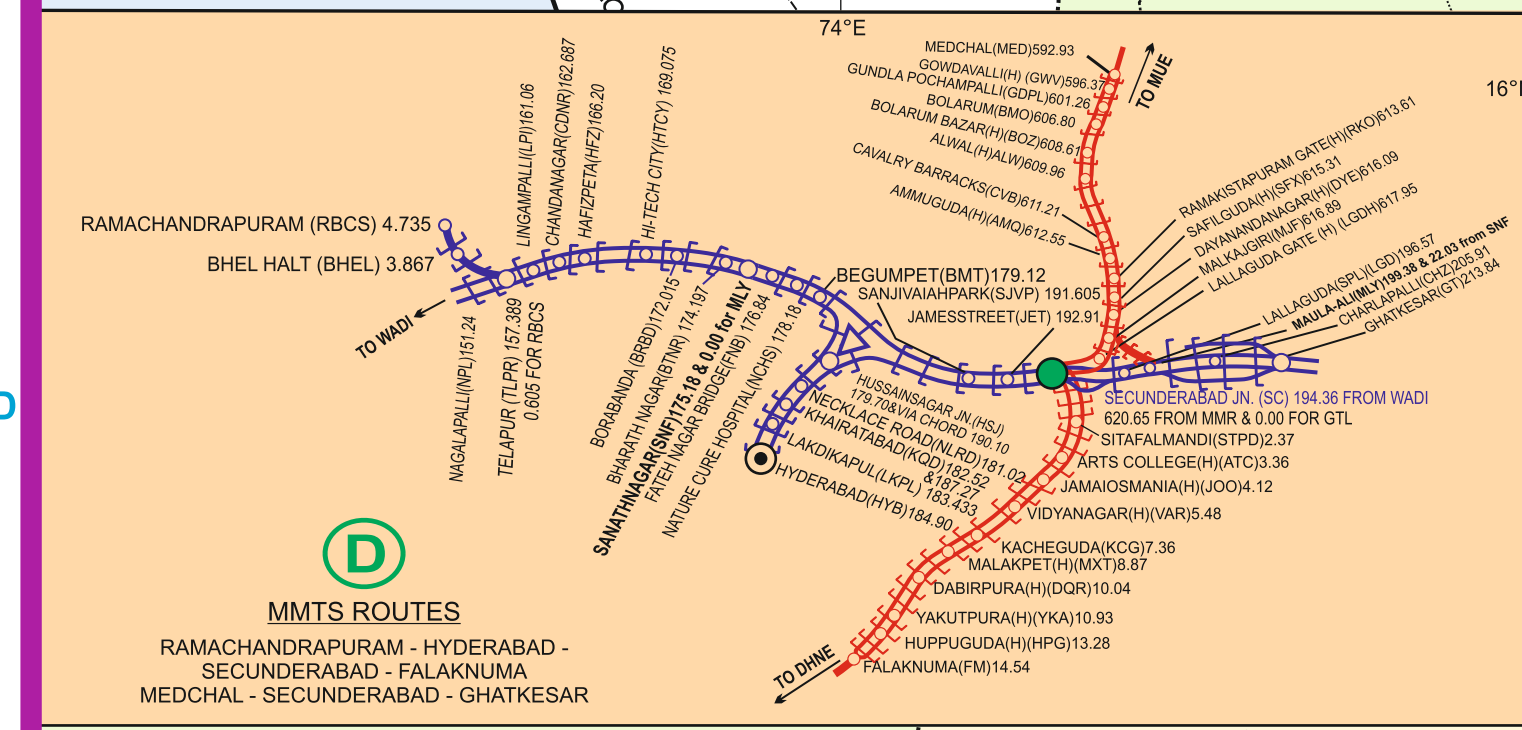 74°E
16°
MEDCHAL(MED)592.93
GOWDAVALLI(H) (GWV)596.37
GUNDLA POCHAMPALLI(GDPL)601.26
BOLARUM(BMO)606.80
BOLARUM BAZAR(H)(BOZ)608.61
ALWAL(H)ALW)609.96
CAVALRY BARRACKS(CVB)611.21
AMMUGUDA(H)(AMQ)612.55
TO MUE
RAMAKISTAPURAM GATE(H)(RKO)613.61
SAFILGUDA(H)(SFX)615.31
DAYANANDANAGAR(H)(DYE)616.09
MALKAJGIRI(MJF)616.89
LALLAGUDA GATE (H) (LGDH)617.95
LALLAGUDA(SPL)(LGD)196.57
MAULA-ALI(MLY)199.38 & 22.03 from SNF
CHARLAPALLI(CHZ)205.91
GHATKESAR(GT)213.84
RAMACHANDRAPURAM (RBCS) 4.735
BHEL HALT (BHEL) 3.867
LINGAMPALLI(LPI)161.06
CHANDANAGAR(CDNR)162.687
HAFIZPETA(HFZ)166.20
HI-TECH CITY(HTCY) 169.075
TO WADI
NAGALAPALL(NPL)151.24
TELAPUR (TLPR) 157.389
0.605 FOR RBCS
BORABANDA (BRBD)172.015
BHARATH NAGAR(BTNR) 174.197
SANATHNAGAR(SNF)175.18 & 0.00 for MLY
FATEH NAGAR BRIDGE(FNB) 176.84
NATURE CURE HOSPITAL(NCHS) 178.18
BEGUMPET(BMT)179.12
SANJIVAIAHPARK(SJVP) 191.605
JAMESSTREET(JET) 192.91
HUSSAINSAGAR JN.(HSJ)
179.70&VIA CHORD 190.10
NECKLACE ROAD(NLRD)181.02
KHAIRATABAD(KQD)182.52
&187.27
LAKDIKAPUL(LKPL) 183.433
HYDERABAD(HYB)184.90
SECUNDERABAD JN. (SC) 194.36 FROM WADI
620.65 FROM MMR & 0.00 FOR GTL
SITAFALMANDI(STPD)2.37
ARTS COLLEGE(H)(ATC)3.36
JAMAIOSMANIA(H)(JOO)4.12
VIDYANAGAR(H)(VAR)5.48
KACHEGUDA(KCG)7.36
MALAKPET(H)(MXT)8.87
DABIRPURA(H)(DQR)10.04
YAKUTPURA(H)(YKA)10.93
HUPPUGUDA(H)(HPG)13.28
FALAKNUMA(FM)14.54
TO DHNE
D
MMTS ROUTES
RAMACHANDRAPURAM - HYDERABAD -
SECUNDERABAD - FALAKNUMA
MEDCHAL - SECUNDERABAD - GHATKESAR